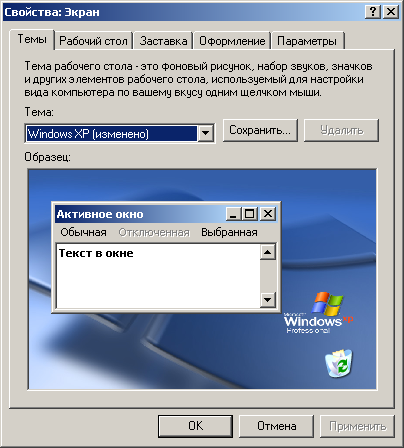 Свойства: Экран
Темы Рабочий стол Заставка Оформление Параметры
Тема рабочего стола - это фоновый рисунок, набор звуков, значков
и других элементов рабочего стола, используемый для настройки
вида компьютера по вашему вкусу одним щелчком мыши.
Тема:
Windows XP (изменено) Сохранить... Удалить
Образец:
Активное окно
Обычная Отключенная Выбранная
Текст в окне
Microsoft
Windows XP
Professional
OK Отмена Применить